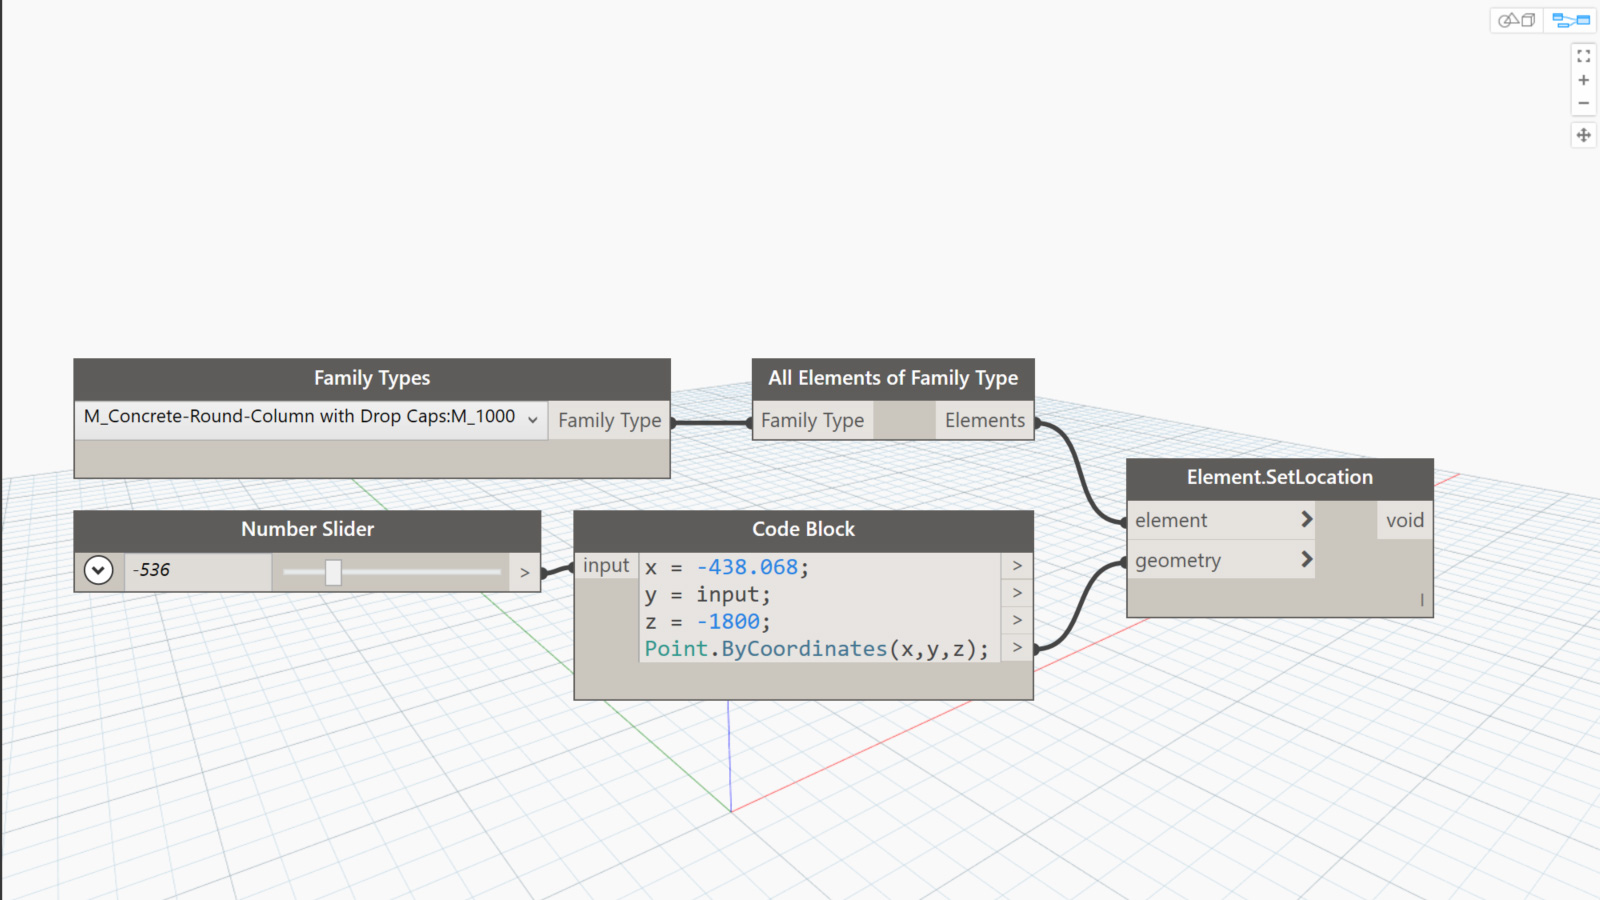 Family Types
M_Concrete-Round-Column with Drop Caps:M_1000
Family Type
All Elements of Family Type
Family Type
Elements
Number Slider
-536
>
Code Block
input
x = -438.068;
y = input;
z = -1800;
Point.ByCoordinates(x,y,z);
>
>
>
>
Element.SetLocation
element
void
geometry
l